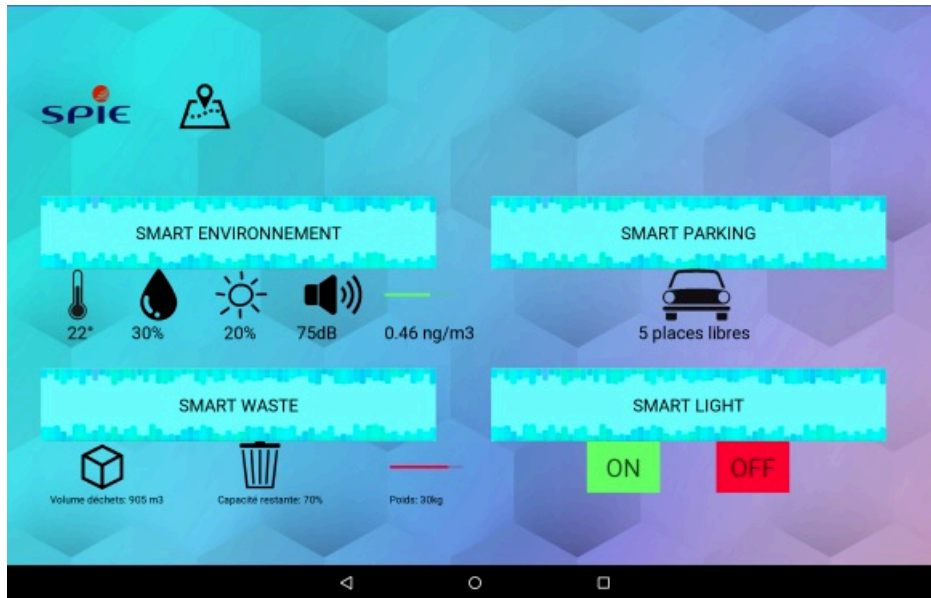 SPIE
SMART ENVIRONNEMENT
SMART PARKING
22°
30%
20%
75dB
0.46 ng/m3
5 places libres
SMART WASTE
SMART LIGHT
ON
OFF
Volume déchets: 905 m3
Capacité restante: 70%
Poids: 30kg